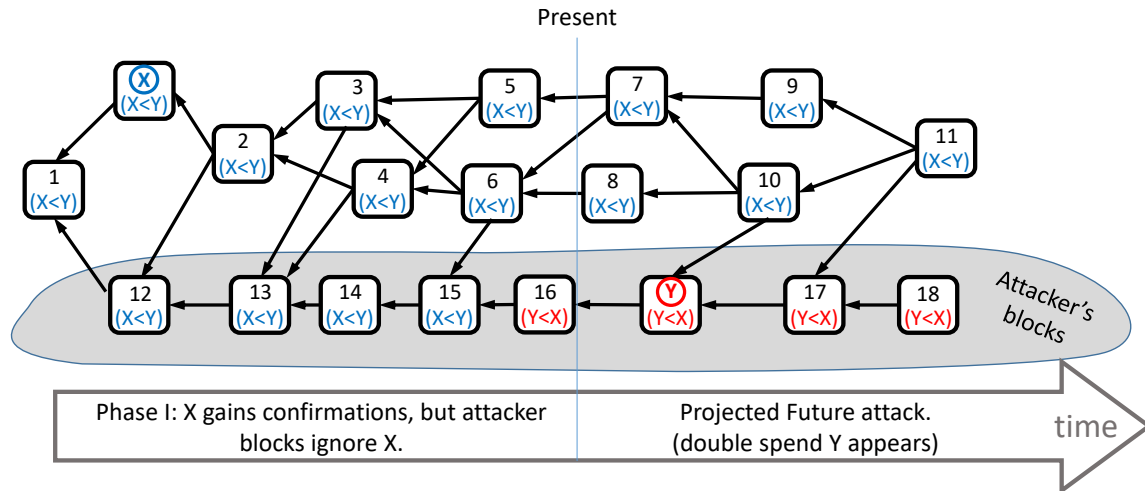 Present
X
(X<Y)
3
(X<Y)
5
(X<Y)
7
(X<Y)
9
(X<Y)
2
(X<Y)
11
(X<Y)
1
(X<Y)
4
(X<Y)
6
(X<Y)
8
(X<Y)
10
(X<Y)
12
(X<Y)
13
(X<Y)
14
(X<Y)
15
(X<Y)
16
(Y<X)
Y
(Y<X)
17
(Y<X)
18
(Y<X)
Attacker's
blocks
Phase I: X gains confirmations, but attacker
blocks ignore X.
Projected Future attack.
(double spend Y appears)
time